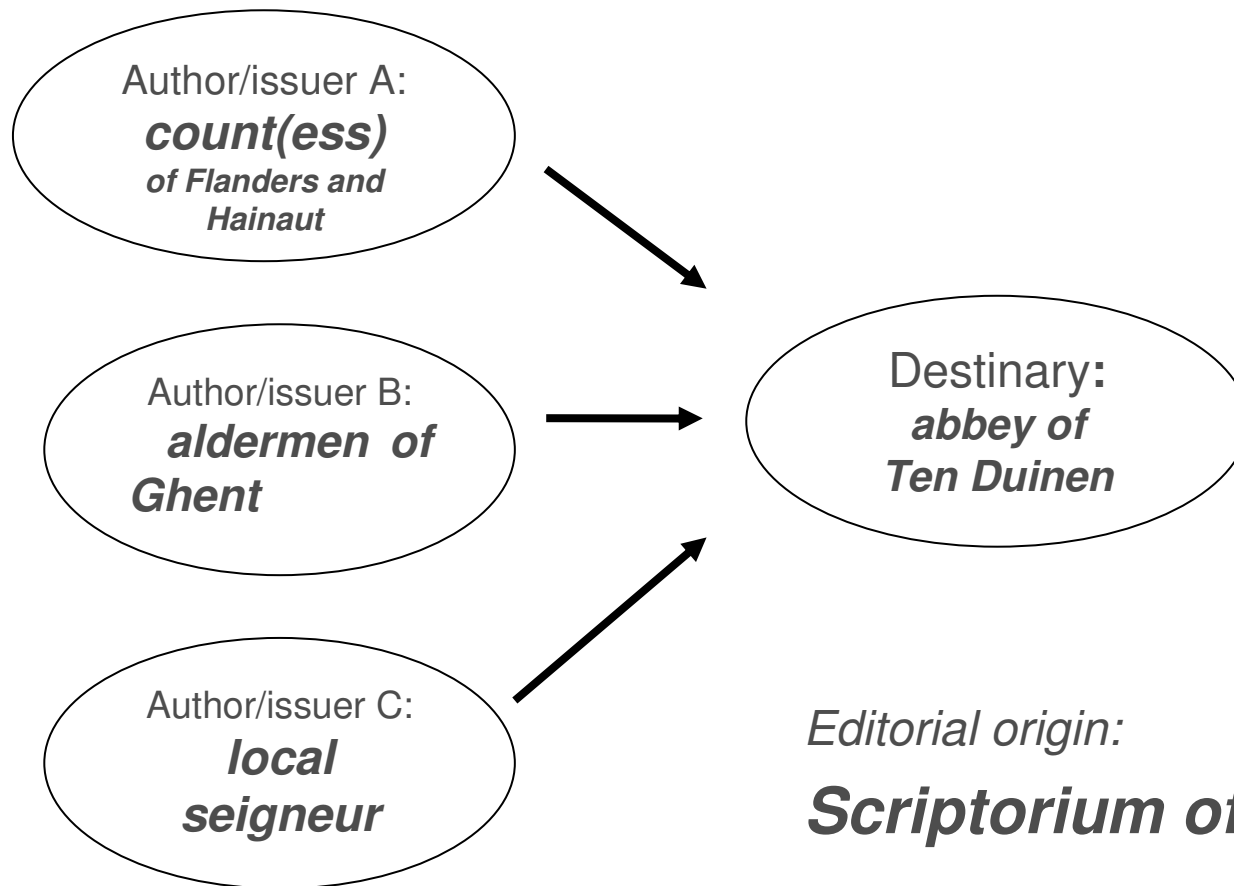 Author/issuer A:
count(ess)
of Flanders and
Hainaut
Author/issuer B:
aldermen of
Ghent
Author/issuer C:
local
seigneur
Destinary:
abbey of
Ten Duinen
Editorial origin:
Scriptorium of